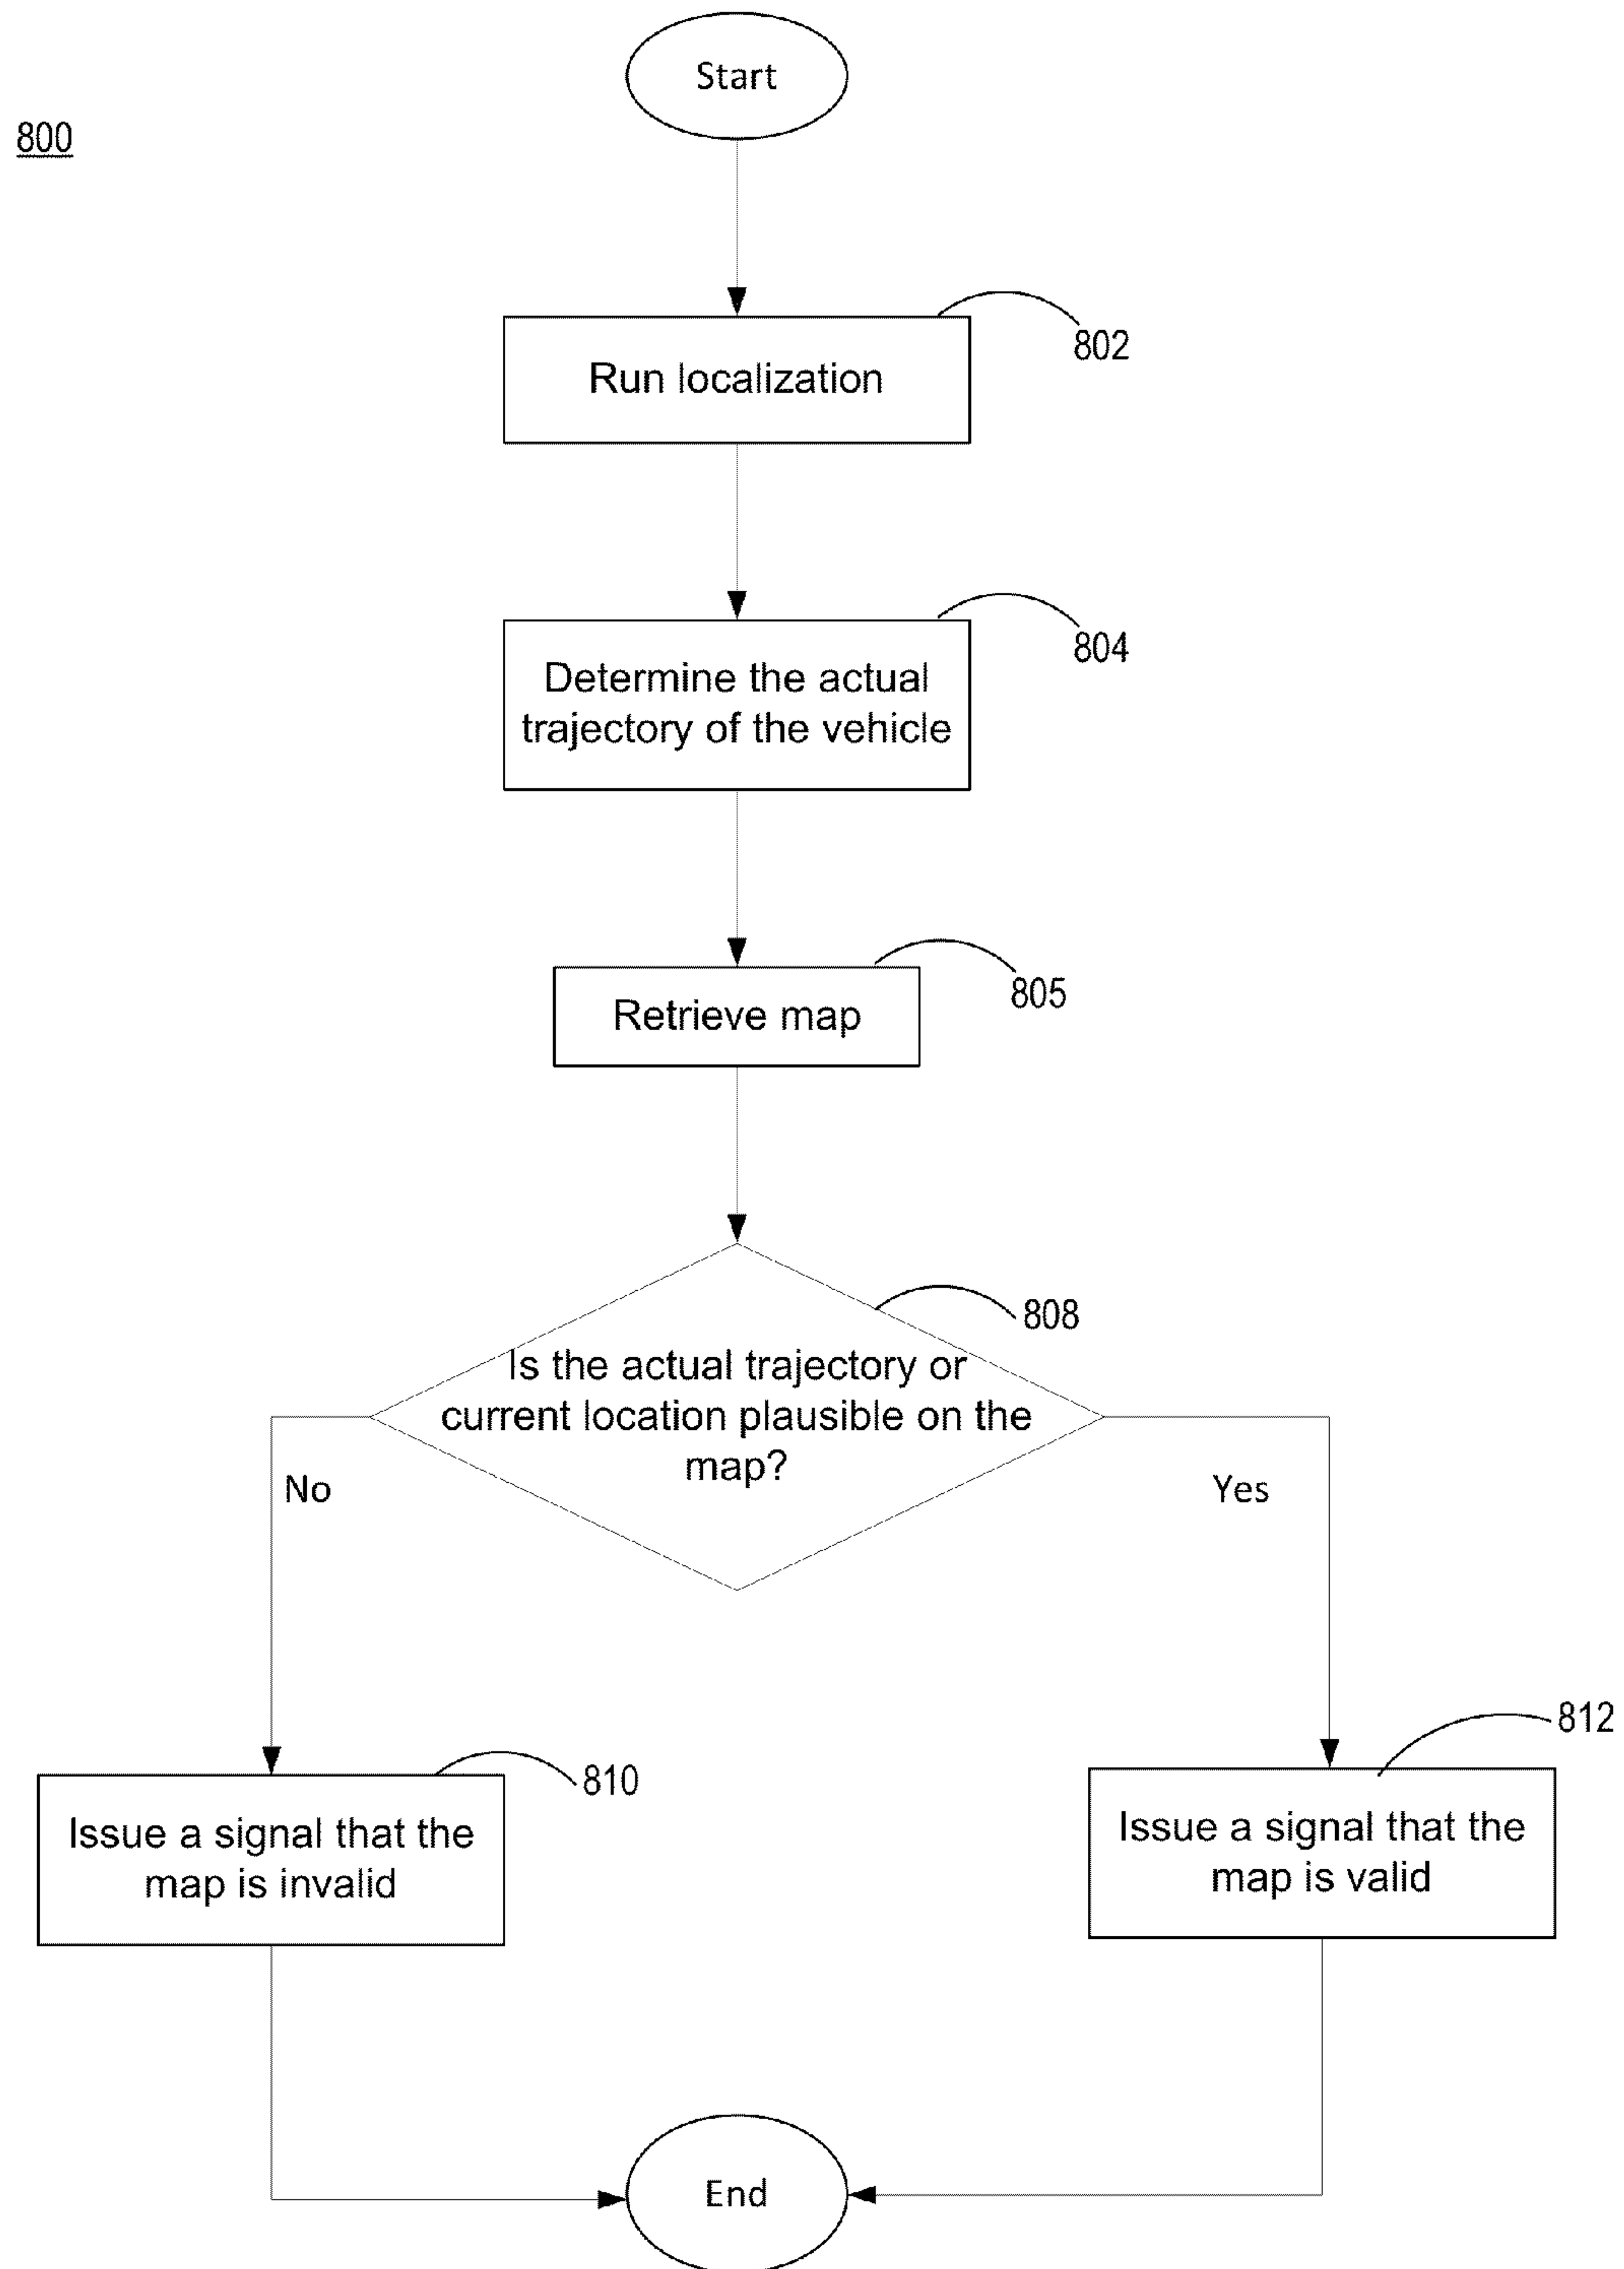 Start
800
802
Run localization
804
Determine the actual
trajectory of the vehicle
805
Retrieve map
808
Is the actual trajectory or
current location plausible on the
map?
No
Yes
812
810
Issue a signal that the
map is invalid
Issue a signal that the
map is valid
End